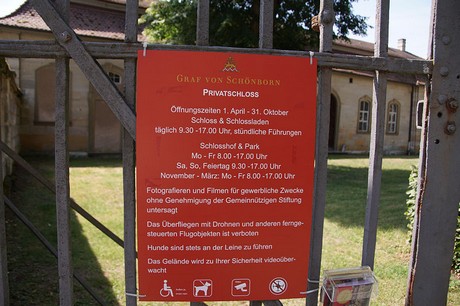 GRAF VON SCHÖNBORN
PRIVATSCHLOSS
Öffnungszeiten 1. April - 31. Oktober
Schloss & Schlossladen
täglich 9.30 -17.00 Uhr, stündliche Führungen
Schlosshof & Park
Mo - Fr 8.00 -17.00 Uhr
Sa, So, Feiertag 9.30 -17.00 Uhr
November - März: Mo - Fr 8.00 -17.00 Uhr
Fotografieren und Filmen für gewerbliche Zwecke
ohne Genehmigung der Gemeinnützigen Stiftung
untersagt
Das Überfliegen mit Drohnen und anderen fernge-
steuerten Flugobjekten ist verboten
Hunde sind stets an der Leine zu führen
Das Gelände wird zu Ihrer Sicherheit videoüber-
wacht